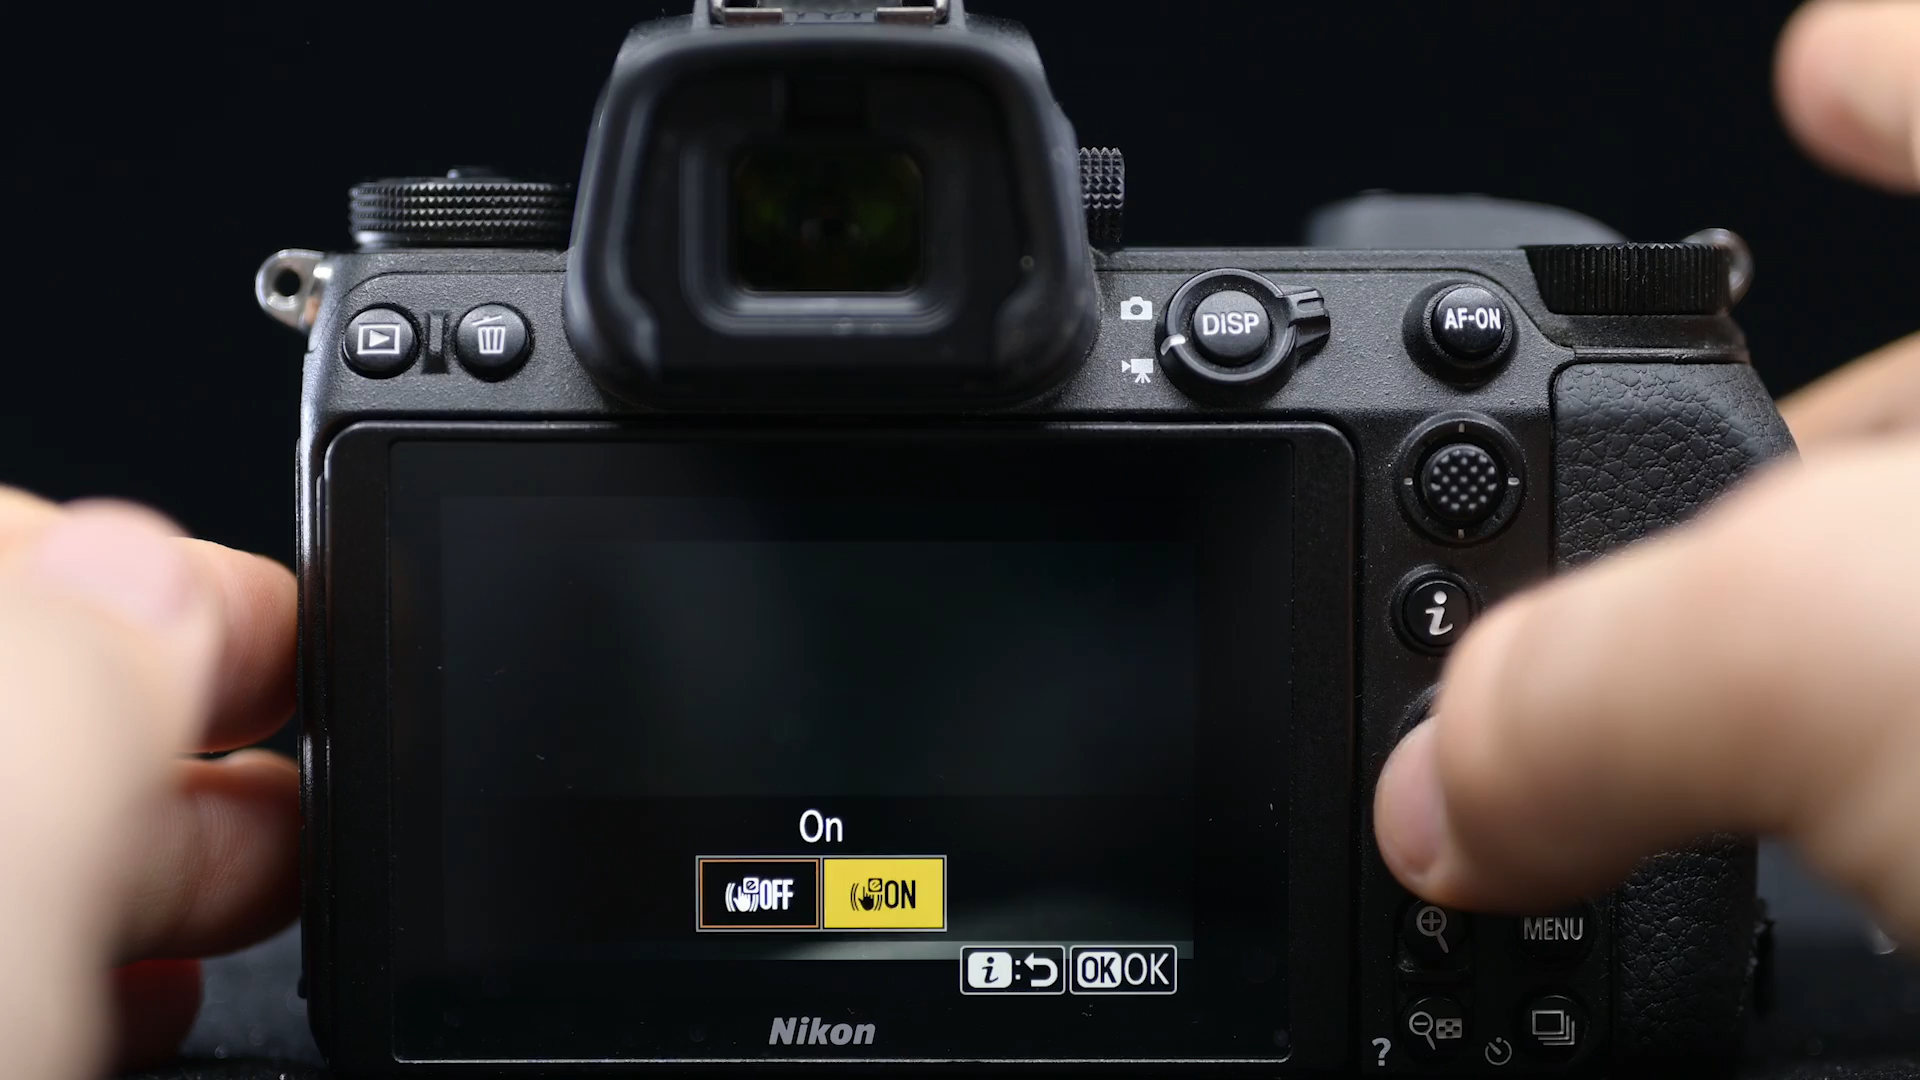 DISP
AF-ON
i
On
OFF ON
i: OK OK
MENU
Nikon
?